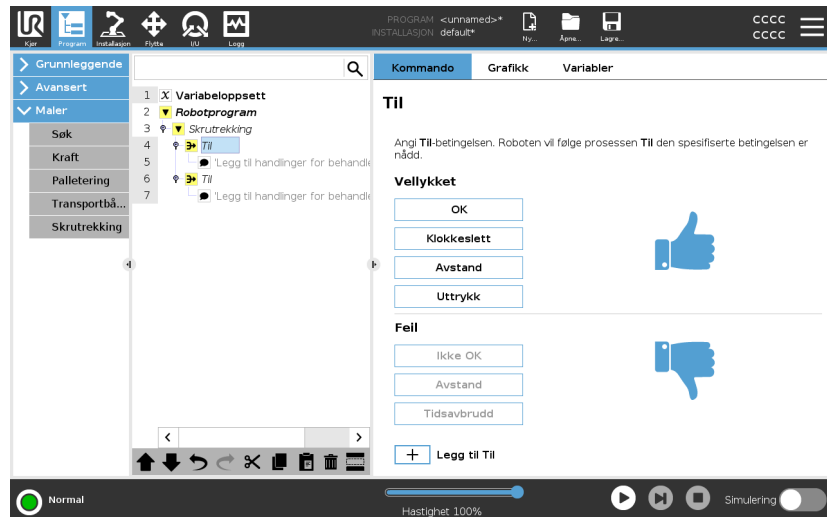 PROGRAM <unnamed>*
INSTALLASJON default*
cccc
cccc
Kjør
Program
Installasjon
Flytte
I/U
Logg
Ny...
Åpne...
Lagre...
Grunnleggende
Avansert
Maler
Søk
Kraft
Palletering
Transportbå...
Skrutrekking
1 X Variabeloppsett
2 Robotprogram
3 Skrutrekking
4 Til
5 'Legg til handlinger for behandle
6 Til
7 'Legg til handlinger for behandle
Kommando Grafikk Variabler
Til
Angi Til-betingelsen. Roboten vil følge prosessen Til den spesifiserte betingelsen er
nådd.
Vellykket
OK
Klokkeslett
Avstand
Uttrykk
Feil
Ikke OK
Avstand
Tidsavbrudd
+ Legg til Til
Normal
Hastighet 100%
Simulering